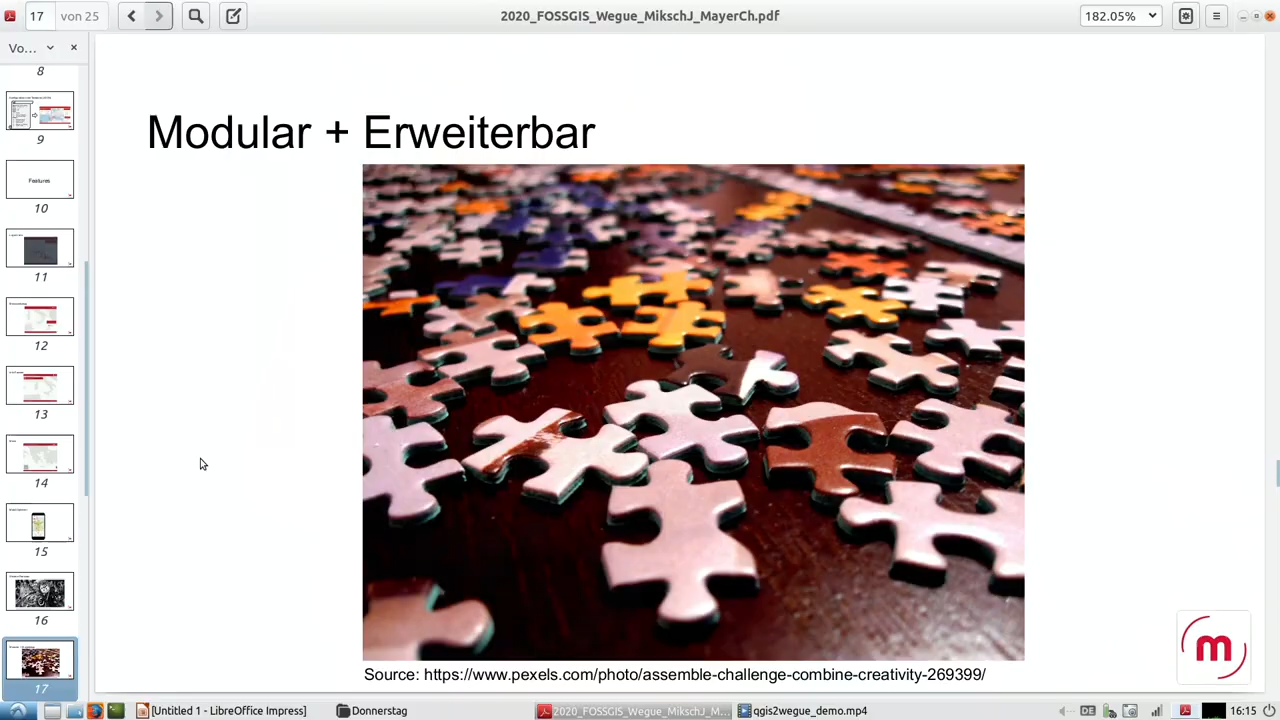 17 von 25
2020_FOSSGIS_Wegue_MikschJ_MayerCh.pdf
182.05%
Vo...
8
9
Features
10
11
12
13
14
15
16
17
Modular + Erweiterbar
Source: https://www.pexels.com/photo/assemble-challenge-combine-creativity-269399/
m
[Untitled 1 - LibreOffice Impress]
Donnerstag
2020_FOSSGIS_Wegue_MikschJ_M...
qgis2wegue_demo.mp4
DE
16:15